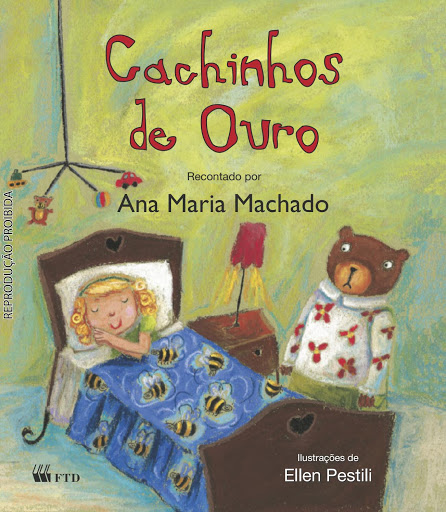 Cachinhos
de Ouro
Recontado por
Ana Maria Machado
REPRODUÇÃO PROIBIDA
Ilustrações de
Ellen Pestili
FTD